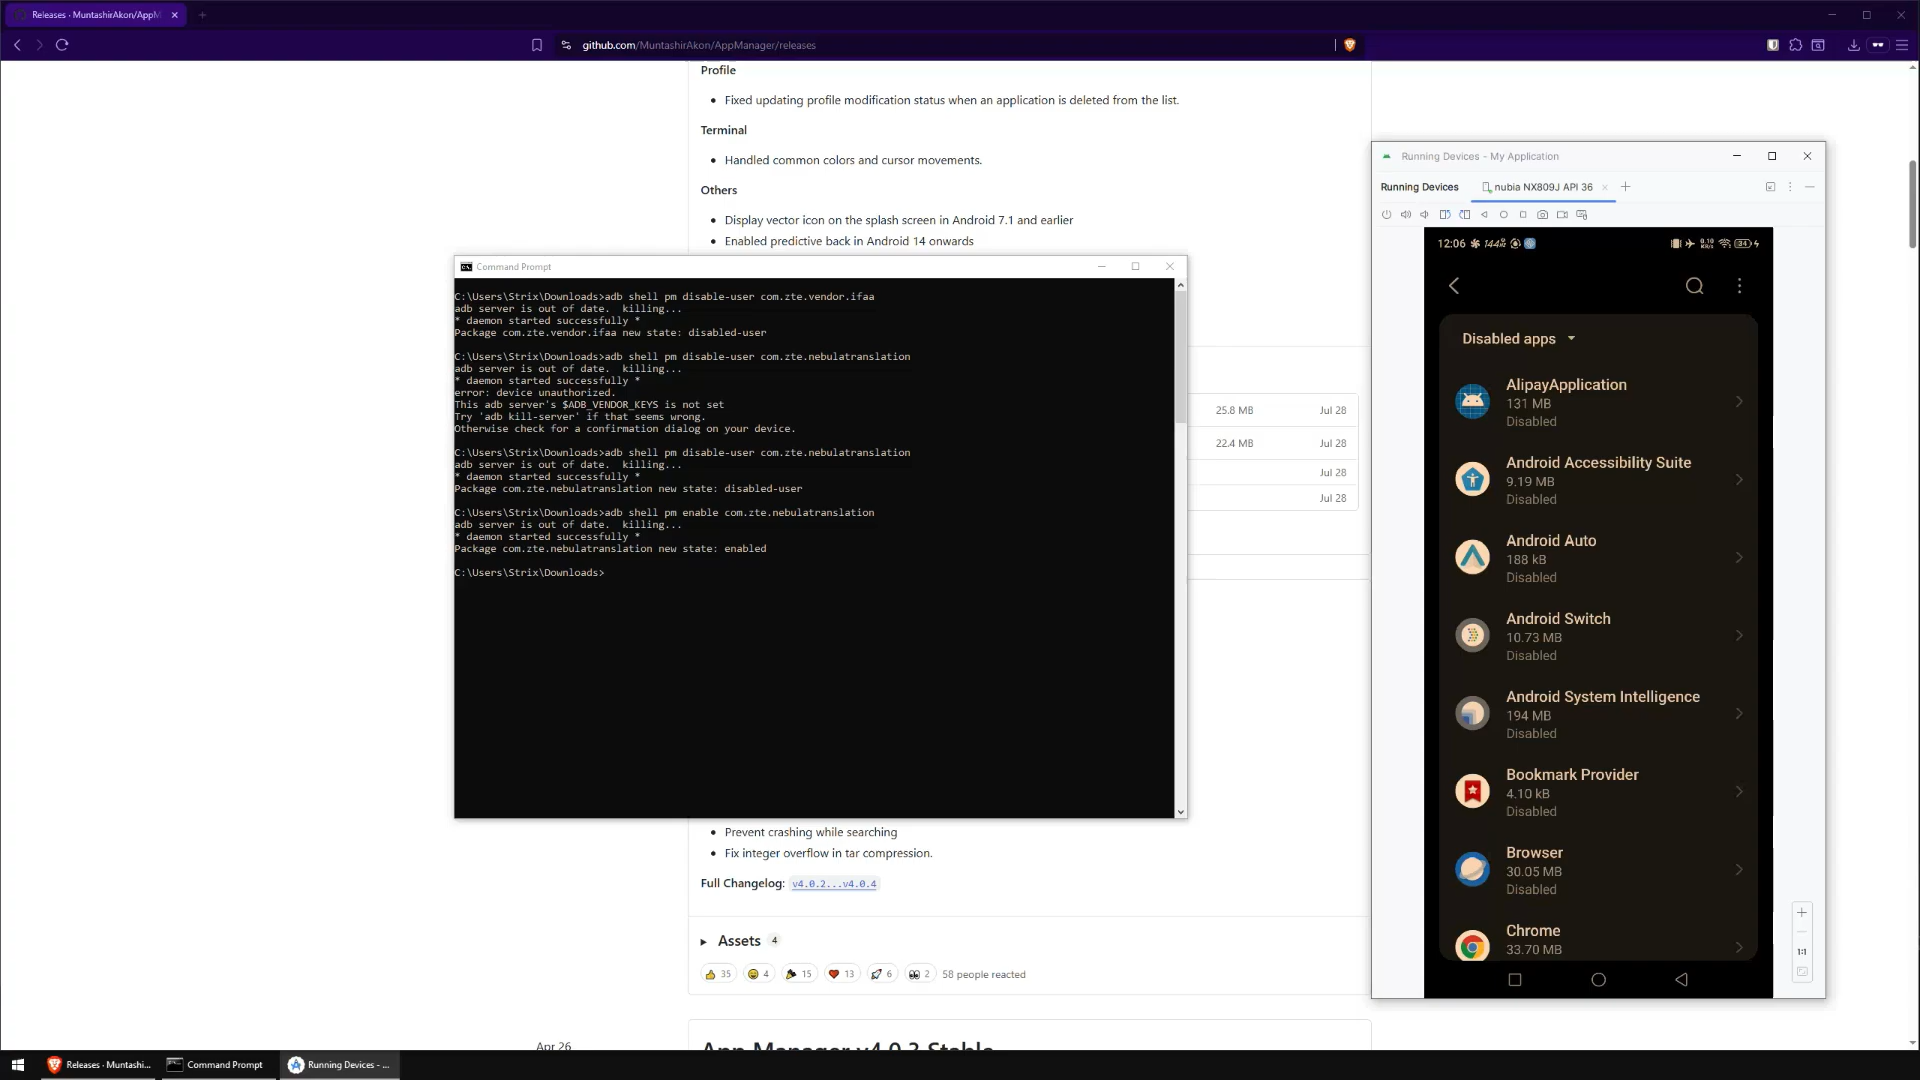 Releases · MuntashirAkon/AppM
github.com/MuntashirAkon/AppManager/releases
Profile
Fixed updating profile modification status when an application is deleted from the list.
Terminal
Handled common colors and cursor movements.
Others
Display vector icon on the splash screen in Android 7.1 and earlier
Enabled predictive back in Android 14 onwards
25.8 MB Jul 28
22.4 MB Jul 28
Jul 28
Jul 28
Command Prompt
C:\Users\Strix\Downloads>adb shell pm disable-user com.zte.vendor.ifaa
adb server is out of date.  killing...
* daemon started successfully *
Package com.zte.vendor.ifaa new state: disabled-user
C:\Users\Strix\Downloads>adb shell pm disable-user com.zte.nebulatranslation
adb server is out of date.  killing...
* daemon started successfully *
error: device unauthorized.
This adb server's $ADB_VENDOR_KEYS is not set
Try 'adb kill-server' if that seems wrong.
Otherwise check for a confirmation dialog on your device.
C:\Users\Strix\Downloads>adb shell pm disable-user com.zte.nebulatranslation
adb server is out of date.  killing...
* daemon started successfully *
Package com.zte.nebulatranslation new state: disabled-user
C:\Users\Strix\Downloads>adb shell pm enable com.zte.nebulatranslation
adb server is out of date.  killing...
* daemon started successfully *
Package com.zte.nebulatranslation new state: enabled
C:\Users\Strix\Downloads>
Prevent crashing while searching
Fix integer overflow in tar compression.
Full Changelog: v4.0.2...v4.0.4
Assets 4
35 4 15 13 6 2 58 people reacted
Apr 26
App Manager v4.0.3 Stable
Running Devices - My Application
Running Devices nubia NX809J API 36
1:1
12:06 144 0.10 34
Disabled apps
AlipayApplication
131 MB
Disabled
Android Accessibility Suite
9.19 MB
Disabled
Android Auto
188 kB
Disabled
Android Switch
10.73 MB
Disabled
Android System Intelligence
194 MB
Disabled
Bookmark Provider
4.10 kB
Disabled
Browser
30.05 MB
Disabled
Chrome
33.70 MB
Releases · Muntashi...
Command Prompt
Running Devices - ...